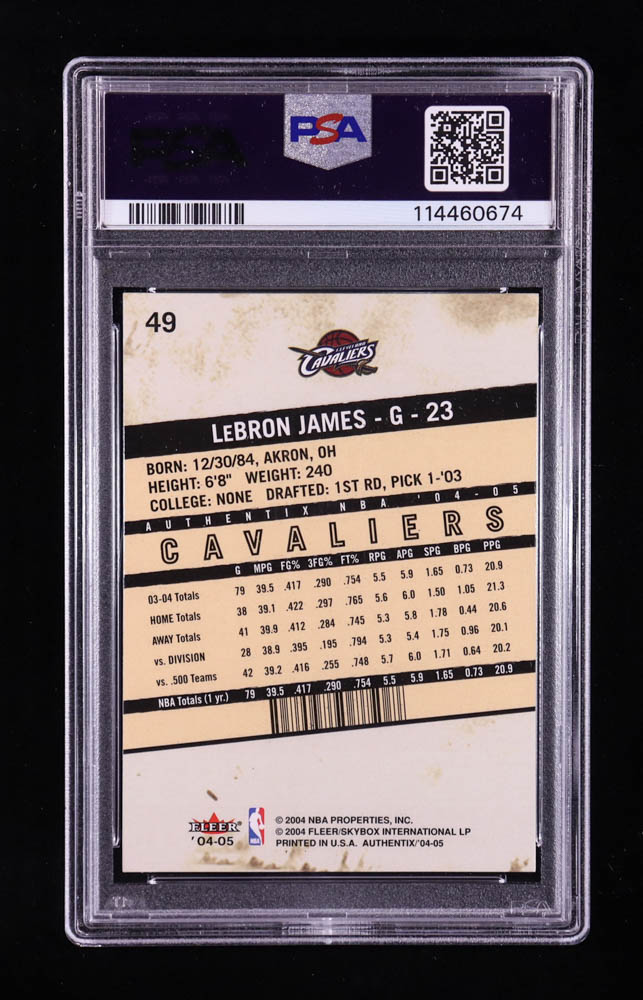 PSA
PSA
114460674
49
CLEVELAND
CAVALIERS
LeBRON JAMES - G - 23
BORN: 12/30/84, AKRON, OH
HEIGHT: 6'8" WEIGHT: 240
COLLEGE: NONE DRAFTED: 1ST RD, PICK 1-'03
AUTHENTIX NBA '04-05
CAVALIERS
G MPG FG% 3FG% FT% RPG APG SPG BPG PPG
03-04 Totals 79 39.5 .417 .290 .754 5.5 5.9 1.65 0.73 20.9
HOME Totals 38 39.1 .422 .297 .765 5.6 6.0 1.50 1.05 21.3
AWAY Totals 41 39.9 .412 .284 .745 5.3 5.8 1.78 0.44 20.6
vs. DIVISION 28 38.9 .395 .195 .794 5.3 5.4 1.75 0.96 20.1
vs. .500 Teams 42 39.2 .416 .255 .748 5.7 6.0 1.71 0.64 20.2
NBA Totals (1 yr.) 79 39.5 .417 .290 .754 5.5 5.9 1.65 0.73 20.9
FLEER
'04-05
NBA
© 2004 NBA PROPERTIES, INC.
© 2004 FLEER/SKYBOX INTERNATIONAL LP
PRINTED IN U.S.A. AUTHENTIX/'04-05
TM
PSA